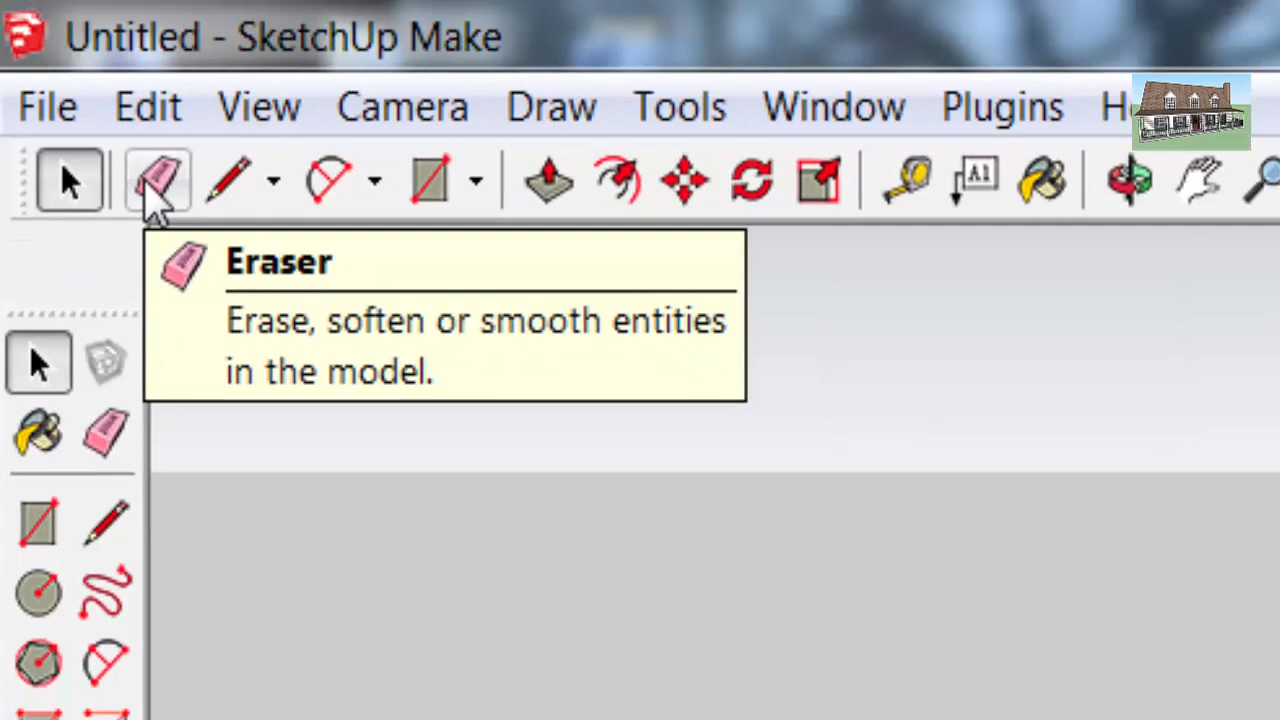 Untitled - SketchUp Make
File Edit View Camera Draw Tools Window Plugins
A1
Eraser
Erase, soften or smooth entities
in the model.